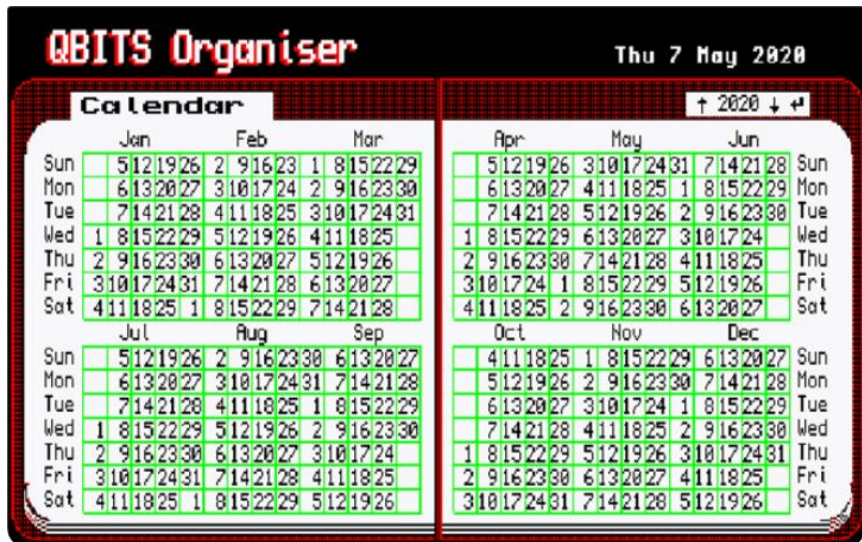 QBITS Organiser
Thu 7 May 2020
Calendar
↑ 2020 ↓ ↵
Jan Feb Mar
Sun 5 12 19 26 2 9 16 23 1 8 15 22 29
Mon 6 13 20 27 3 10 17 24 2 9 16 23 30
Tue 7 14 21 28 4 11 18 25 3 10 17 24 31
Wed 1 8 15 22 29 5 12 19 26 4 11 18 25
Thu 2 9 16 23 30 6 13 20 27 5 12 19 26
Fri 3 10 17 24 31 7 14 21 28 6 13 20 27
Sat 4 11 18 25 1 8 15 22 29 7 14 21 28
Jul Aug Sep
Sun 5 12 19 26 2 9 16 23 30 6 13 20 27
Mon 6 13 20 27 3 10 17 24 31 7 14 21 28
Tue 7 14 21 28 4 11 18 25 1 8 15 22 29
Wed 1 8 15 22 29 5 12 19 26 2 9 16 23 30
Thu 2 9 16 23 30 6 13 20 27 3 10 17 24
Fri 3 10 17 24 31 7 14 21 28 4 11 18 25
Sat 4 11 18 25 1 8 15 22 29 5 12 19 26
Apr May Jun
5 12 19 26 3 10 17 24 31 7 14 21 28 Sun
6 13 20 27 4 11 18 25 1 8 15 22 29 Mon
7 14 21 28 5 12 19 26 2 9 16 23 30 Tue
1 8 15 22 29 6 13 20 27 3 10 17 24 Wed
2 9 16 23 30 7 14 21 28 4 11 18 25 Thu
3 10 17 24 1 8 15 22 29 5 12 19 26 Fri
4 11 18 25 2 9 16 23 30 6 13 20 27 Sat
Oct Nov Dec
4 11 18 25 1 8 15 22 29 6 13 20 27 Sun
5 12 19 26 2 9 16 23 30 7 14 21 28 Mon
6 13 20 27 3 10 17 24 1 8 15 22 29 Tue
7 14 21 28 4 11 18 25 2 9 16 23 30 Wed
1 8 15 22 29 5 12 19 26 3 10 17 24 31 Thu
2 9 16 23 30 6 13 20 27 4 11 18 25 Fri
3 10 17 24 31 7 14 21 28 5 12 19 26 Sat